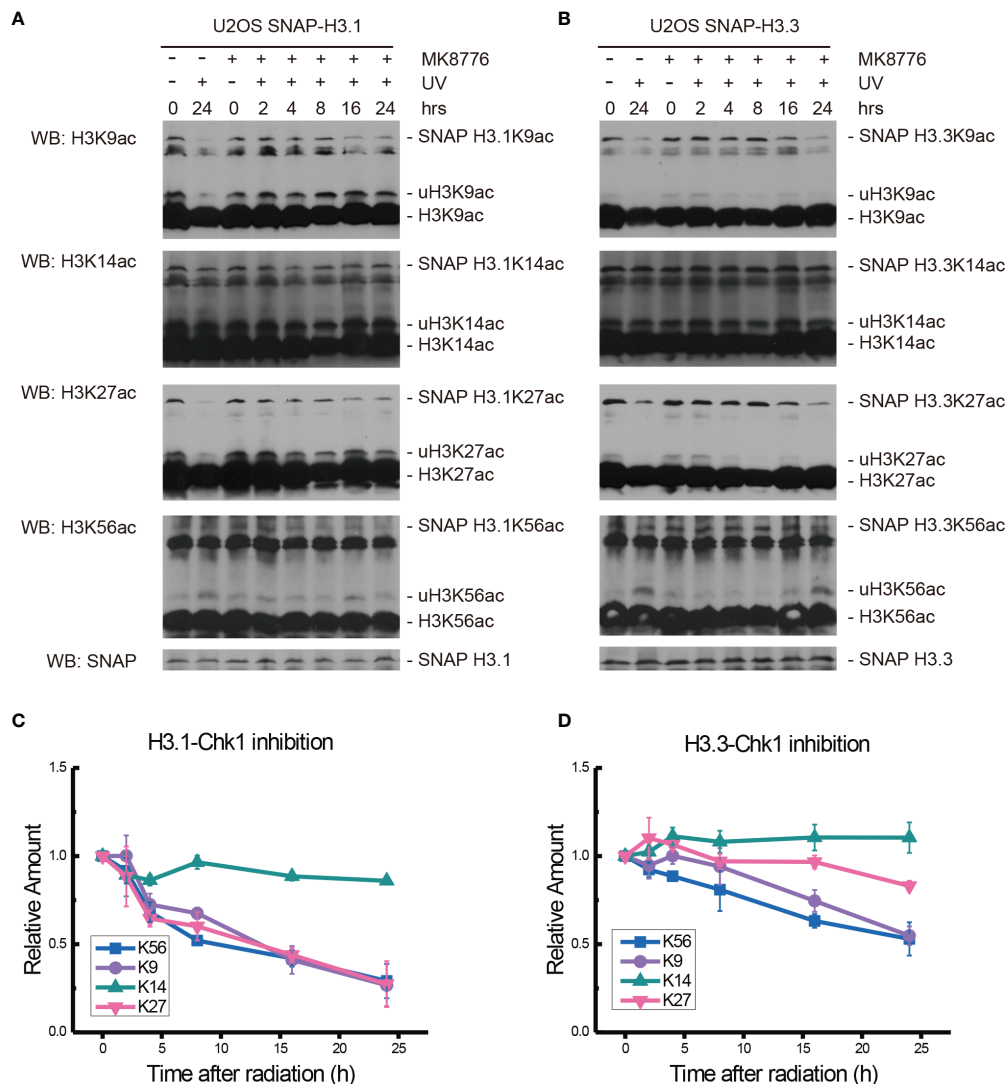 A
U2OS SNAP-H3.1
- - + + + + + + MK8776
- + - + + + + + UV
0 24 0 2 4 8 16 24 hrs
WB: H3K9ac
- SNAP H3.1K9ac
- uH3K9ac
- H3K9ac
WB: H3K14ac
- SNAP H3.1K14ac
- uH3K14ac
- H3K14ac
WB: H3K27ac
- SNAP H3.1K27ac
- uH3K27ac
- H3K27ac
WB: H3K56ac
- SNAP H3.1K56ac
- uH3K56ac
- H3K56ac
WB: SNAP
- SNAP H3.1
B
U2OS SNAP-H3.3
- - + + + + + + MK8776
- + - + + + + + UV
0 24 0 2 4 8 16 24 hrs
- SNAP H3.3K9ac
- uH3K9ac
- H3K9ac
- SNAP H3.3K14ac
- uH3K14ac
- H3K14ac
- SNAP H3.3K27ac
- uH3K27ac
- H3K27ac
- SNAP H3.3K56ac
- uH3K56ac
- H3K56ac
- SNAP H3.3
C
H3.1-Chk1 inhibition
Relative Amount
1.5
1.0
0.5
0.0
K56
K9
K14
K27
0 5 10 15 20 25
Time after radiation (h)
D
H3.3-Chk1 inhibition
Relative Amount
1.5
1.0
0.5
0.0
K56
K9
K14
K27
0 5 10 15 20 25
Time after radiation (h)